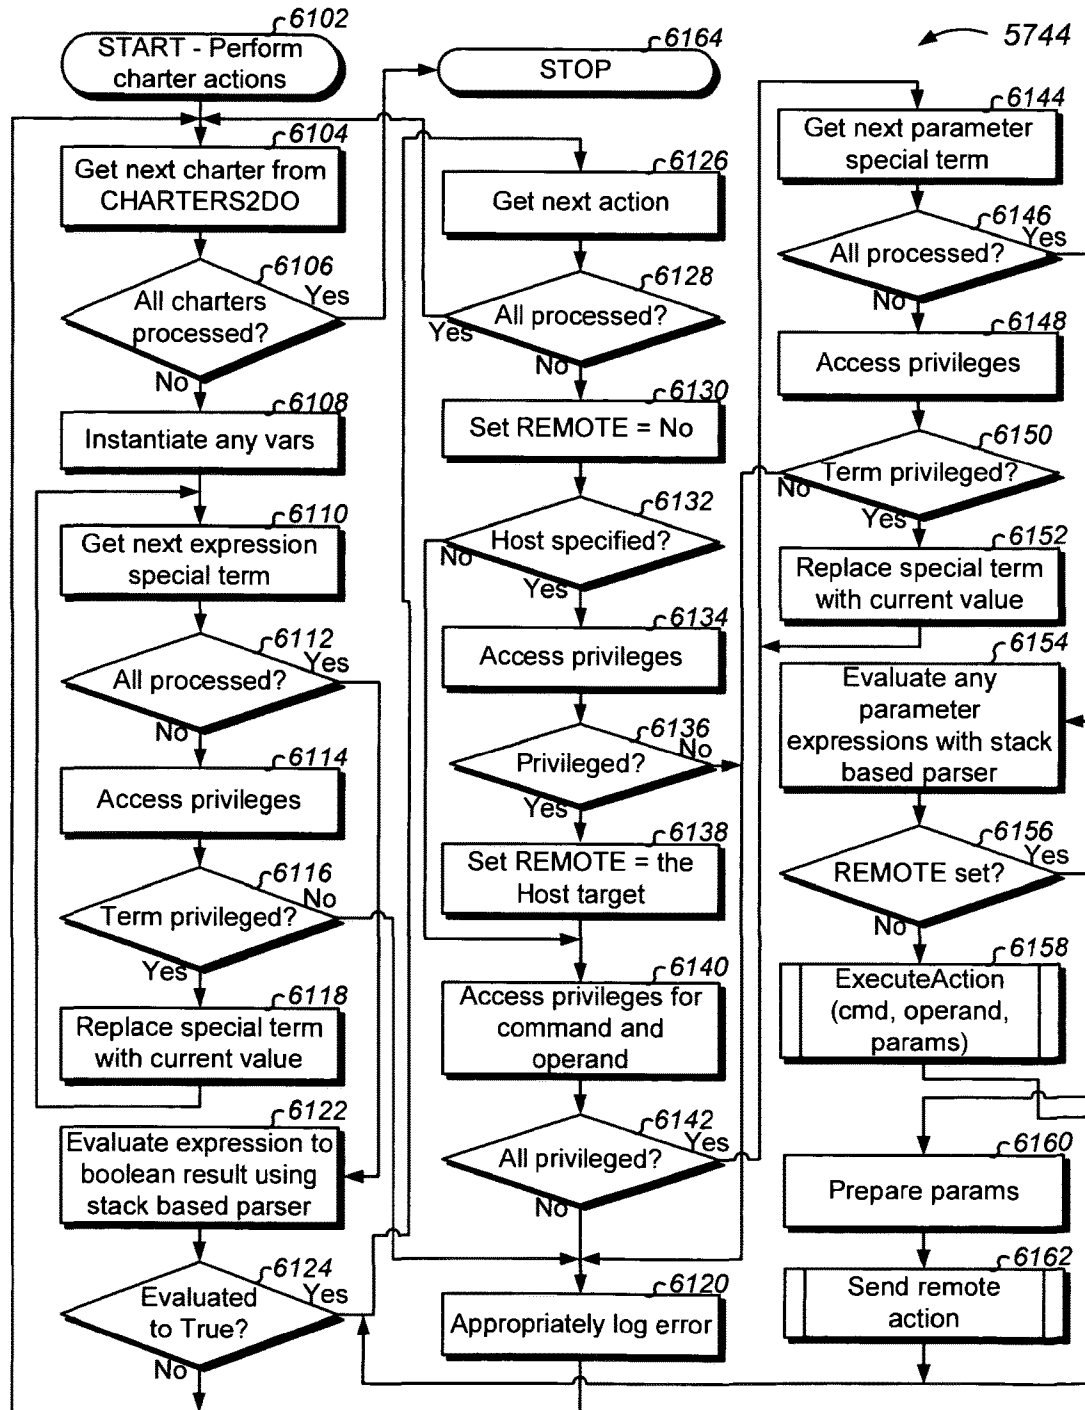 6102
START - Perform
charter actions
6104
Get next charter from
CHARTERS2DO
6106
Yes
All charters
processed?
No
6108
Instantiate any vars
6110
Get next expression
special term
6112
Yes
All processed?
No
6114
Access privileges
6116
No
Term privileged?
Yes
6118
Replace special term
with current value
6122
Evaluate expression to
boolean result using
stack based parser
6124
Yes
Evaluated
to True?
No
6164
STOP
6126
Get next action
6128
All processed?
Yes
No
6130
Set REMOTE = No
6132
Host specified?
No
Yes
6134
Access privileges
6136
No
Privileged?
Yes
6138
Set REMOTE = the
Host target
6140
Access privileges for
command and
operand
6142
Yes
All privileged?
No
6120
Appropriately log error
5744
6144
Get next parameter
special term
6146
Yes
All processed?
No
6148
Access privileges
6150
Term privileged?
No
Yes
6152
Replace special term
with current value
6154
Evaluate any
parameter
expressions with stack
based parser
6156
Yes
REMOTE set?
No
6158
ExecuteAction
(cmd, operand,
params)
6160
Prepare params
6162
Send remote
action